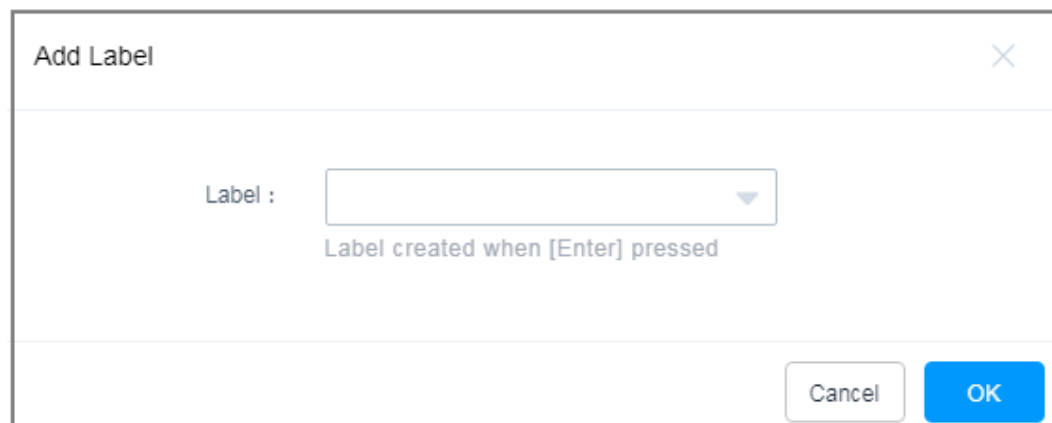 Add Label
Label :
Label created when [Enter] pressed
Cancel
OK